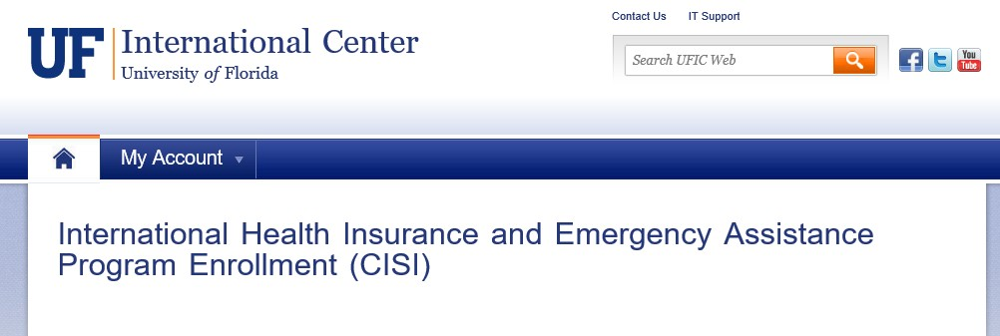 Contact Us IT Support
UF International Center
University of Florida
Search UFIC Web
You
Tube
My Account
International Health Insurance and Emergency Assistance
Program Enrollment (CISI)